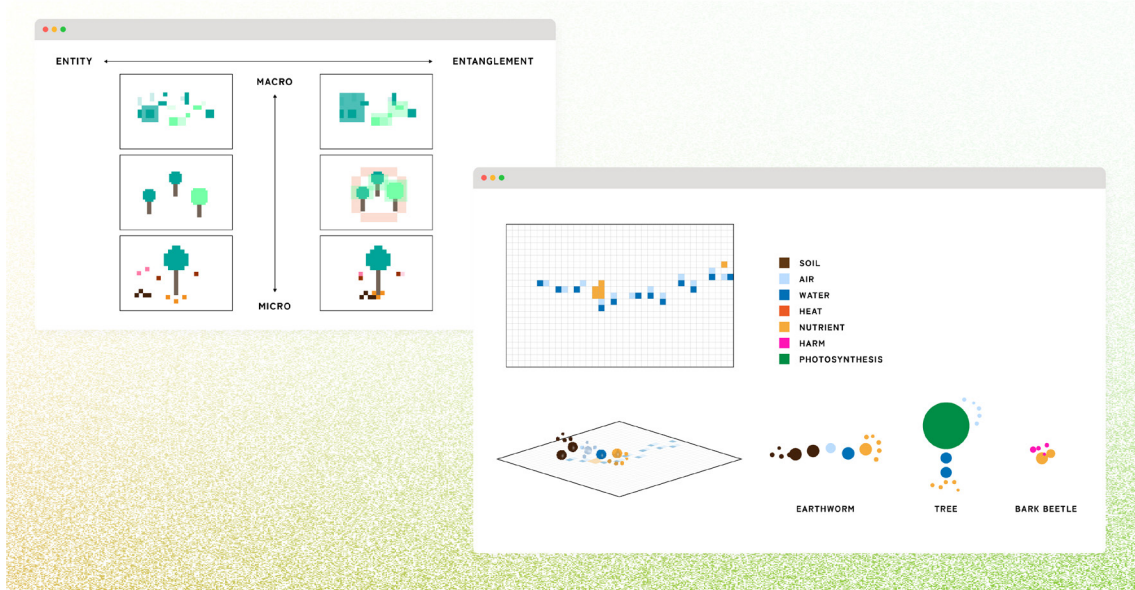 ENTITY
ENTANGLEMENT
MACRO
MICRO
SOIL
AIR
WATER
HEAT
NUTRIENT
HARM
PHOTOSYNTHESIS
EARTHWORM
TREE
BARK BEETLE